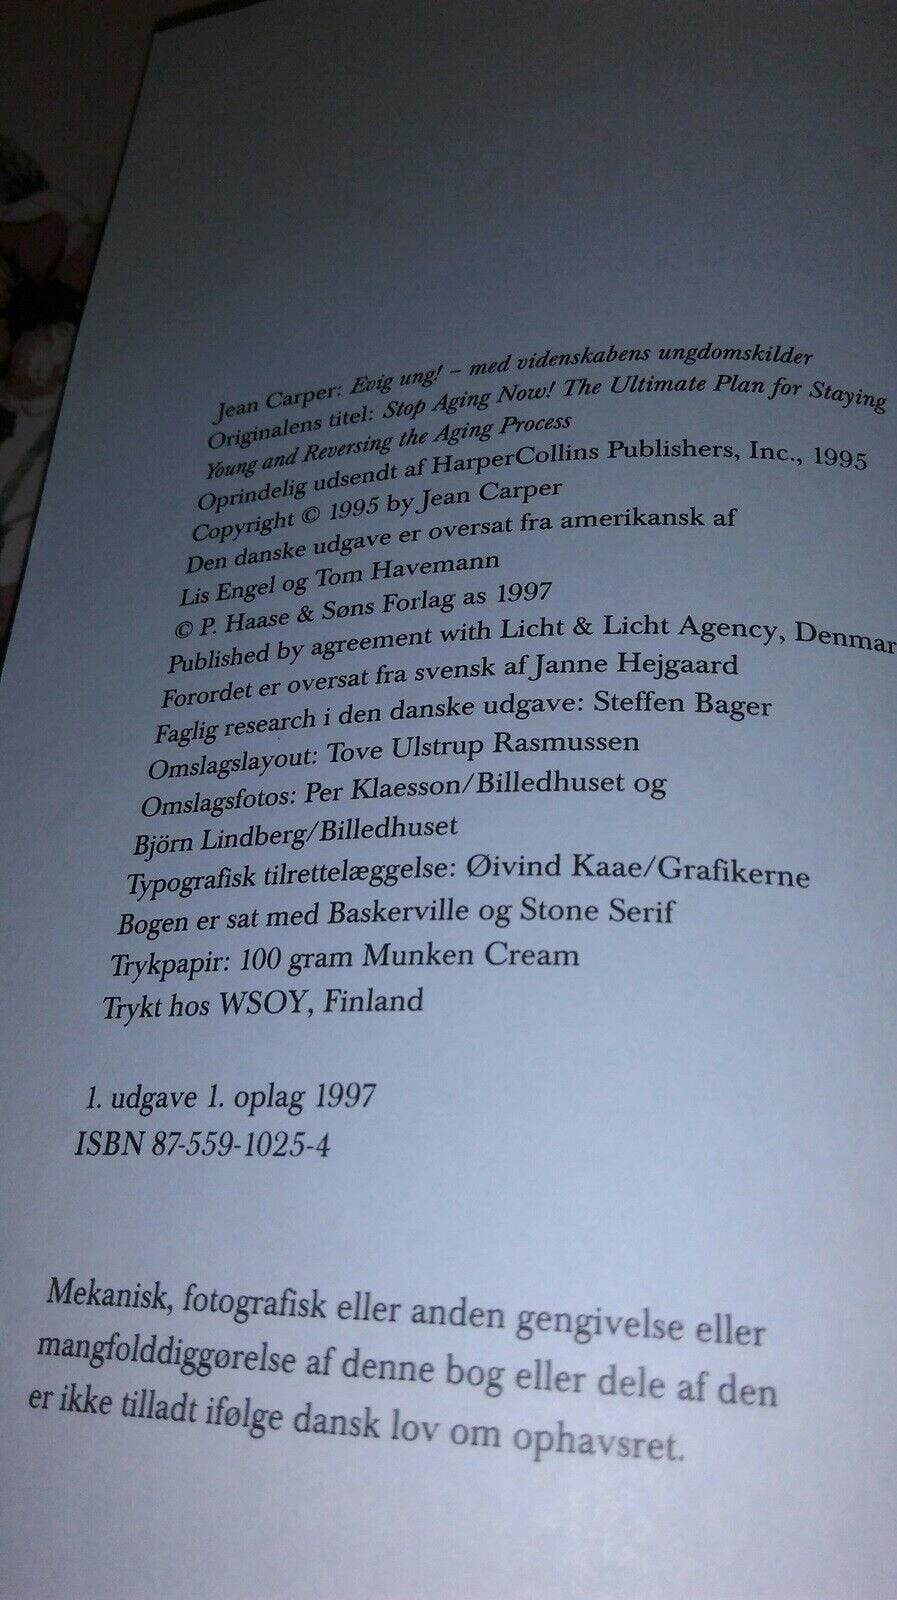 Jean Carper: Evig ung! – med videnskabens ungdomskilder
Originalens titel: Stop Aging Now! The Ultimate Plan for Staying
Young and Reversing the Aging Process
Oprindelig udsendt af HarperCollins Publishers, Inc., 1995
Copyright © 1995 by Jean Carper
Den danske udgave er oversat fra amerikansk af
Lis Engel og Tom Havemann
© P. Haase & Søns Forlag as 1997
Published by agreement with Licht & Licht Agency, Denmar
Forordet er oversat fra svensk af Janne Hejgaard
Faglig research i den danske udgave: Steffen Bager
Omslagslayout: Tove Ulstrup Rasmussen
Omslagsfotos: Per Klaesson/Billedhuset og
Björn Lindberg/Billedhuset
Typografisk tilrettelæggelse: Øivind Kaae/Grafikerne
Bogen er sat med Baskerville og Stone Serif
Trykpapir: 100 gram Munken Cream
Trykt hos WSOY, Finland
1. udgave 1. oplag 1997
ISBN 87-559-1025-4
Mekanisk, fotografisk eller anden gengivelse eller
mangfolddiggørelse af denne bog eller dele af den
er ikke tilladt ifølge dansk lov om ophavsret.